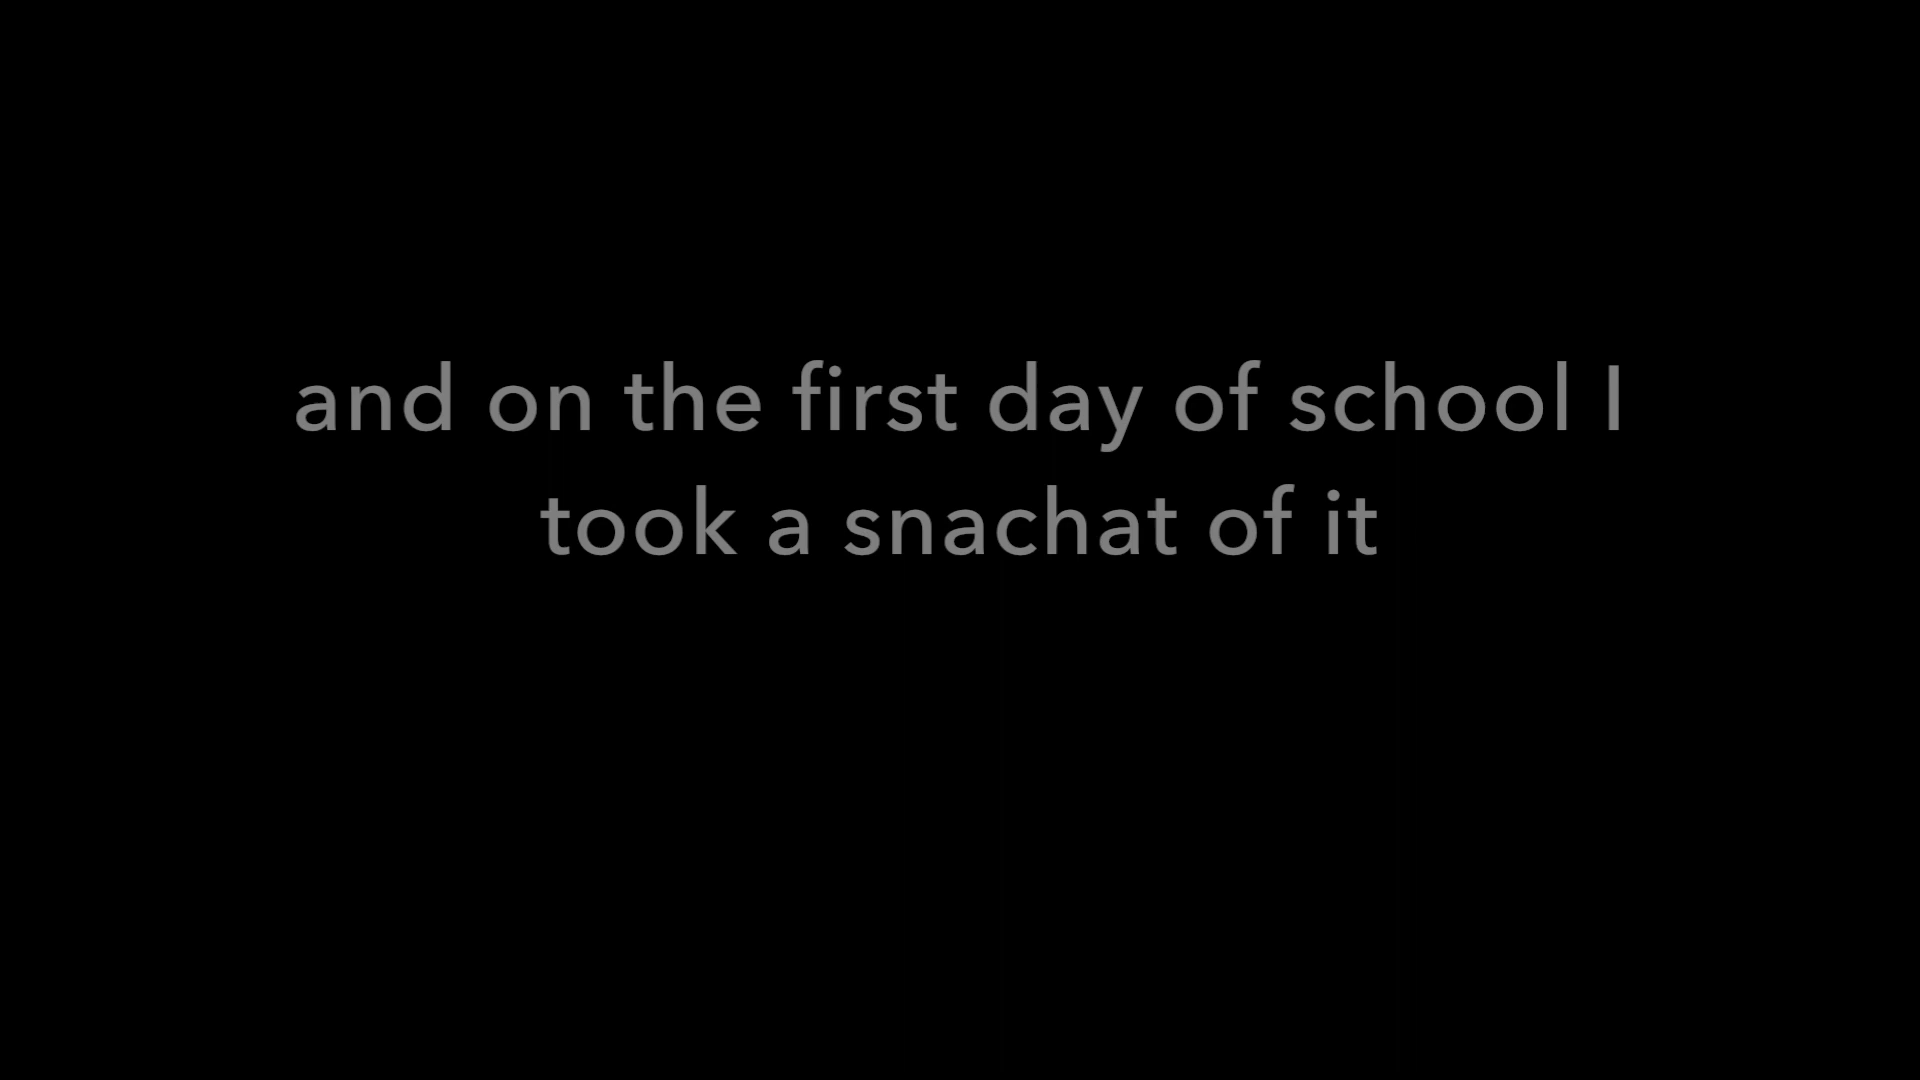 and on the first day of school I
took a snachat of it